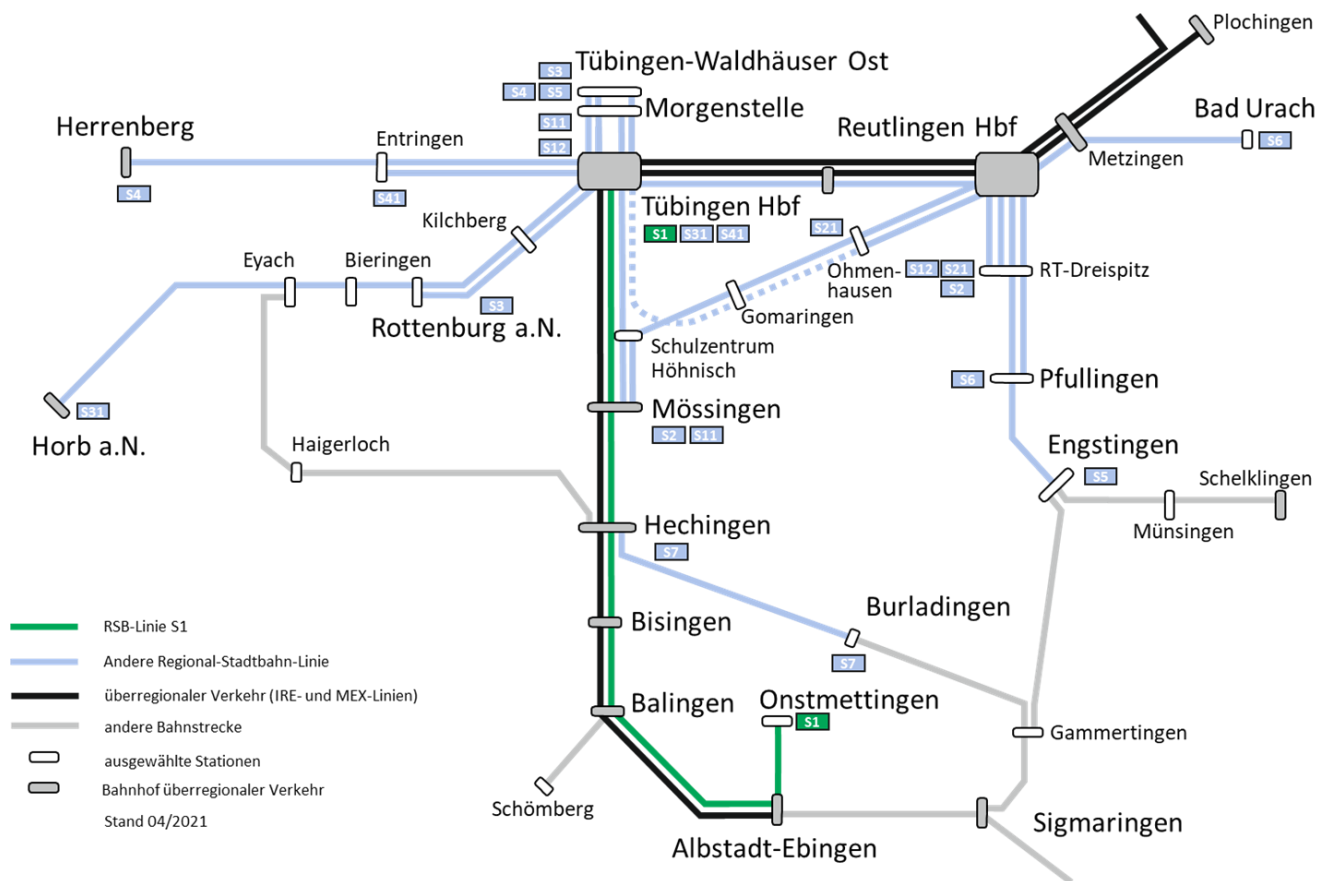 Plochingen
S3
Tübingen-Waldhäuser Ost
S4 S5
Morgenstelle
S11
S12
Reutlingen Hbf
Bad Urach
S6
Herrenberg
S4
Entringen
S41
Metzingen
Tübingen Hbf
S1 S31 S41
Kilchberg
S21
Eyach
Bieringen
Ohmen-
hausen
S12 S21
S2
RT-Dreispitz
Rottenburg a.N.
S3
Gomaringen
Schulzentrum
Höhnisch
S6
Pfullingen
Horb a.N.
S31
Mössingen
S2 S11
Haigerloch
Engstingen
S5
Schelklingen
Münsingen
Hechingen
S7
Burladingen
S7
Bisingen
Balingen
Onstmettingen
S1
Gammertingen
Schömberg
Albstadt-Ebingen
Sigmaringen
RSB-Linie S1
Andere Regional-Stadtbahn-Linie
überregionaler Verkehr (IRE- und MEX-Linien)
andere Bahnstrecke
ausgewählte Stationen
Bahnhof überregionaler Verkehr
Stand 04/2021